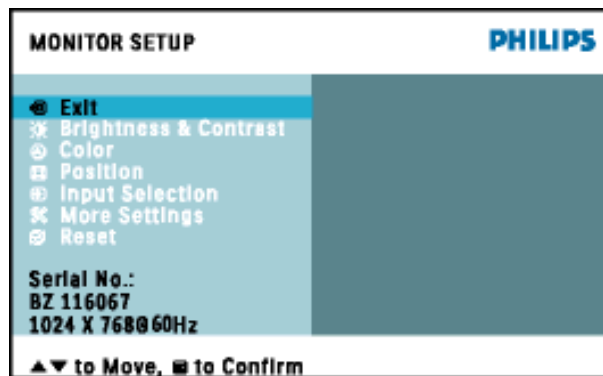 MONITOR SETUP
PHILIPS
Exit
Brightness & Contrast
Color
Position
Input Selection
More Settings
Reset
Serial No.:
BZ 116067
1024 X 768@60Hz
▲▼ to Move, to Confirm